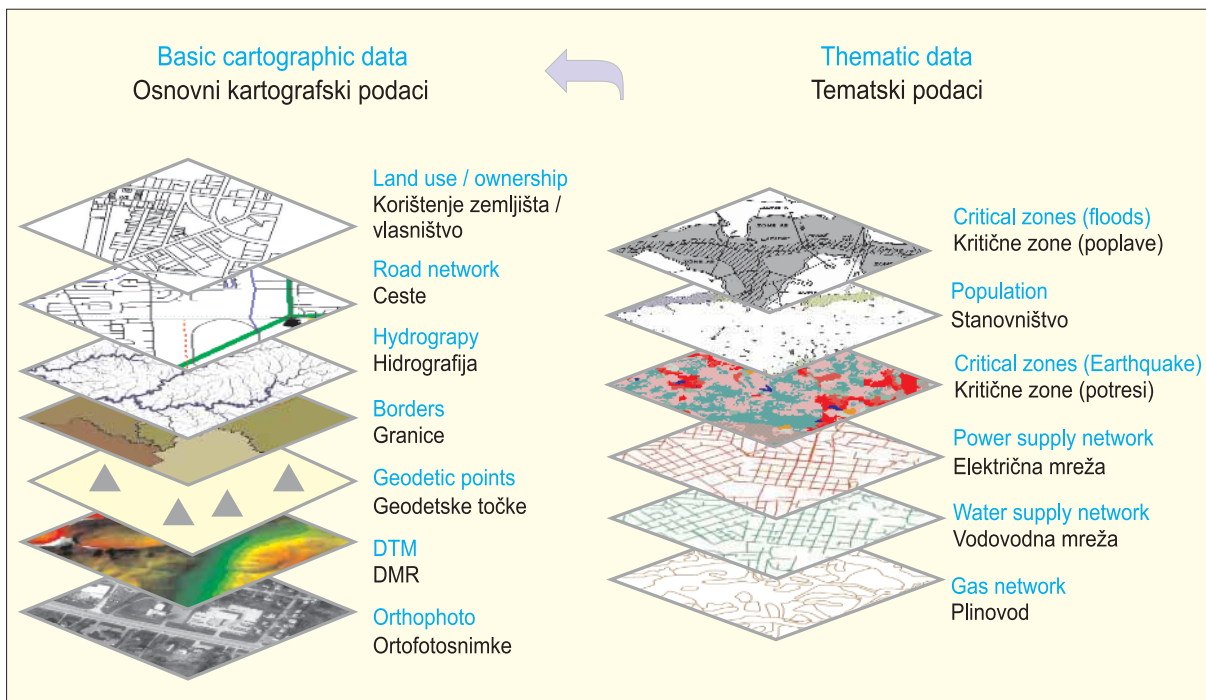 Basic cartographic data
Osnovni kartografski podaci
Land use / ownership
Korištenje zemljišta /
vlasništvo
Road network
Ceste
Hydrograpy
Hidrografija
Borders
Granice
Geodetic points
Geodetske točke
DTM
DMR
Orthophoto
Ortofotosnimke
Thematic data
Tematski podaci
Critical zones (floods)
Kritične zone (poplave)
Population
Stanovništvo
Critical zones (Earthquake)
Kritične zone (potresi)
Power supply network
Električna mreža
Water supply network
Vodovodna mreža
Gas network
Plinovod